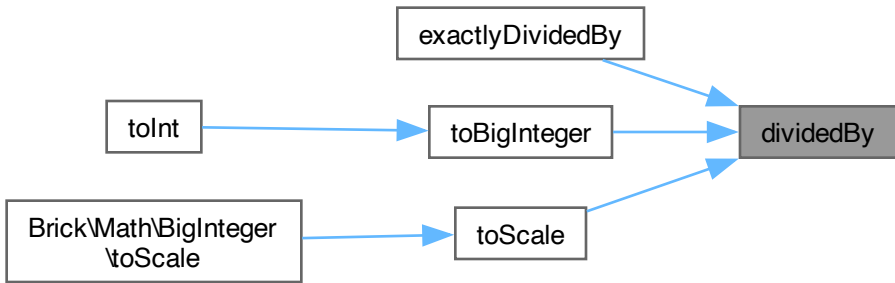 exactlyDividedBy
toInt
toBigInteger
dividedBy
Brick\Math\BigInteger
\toScale
toScale